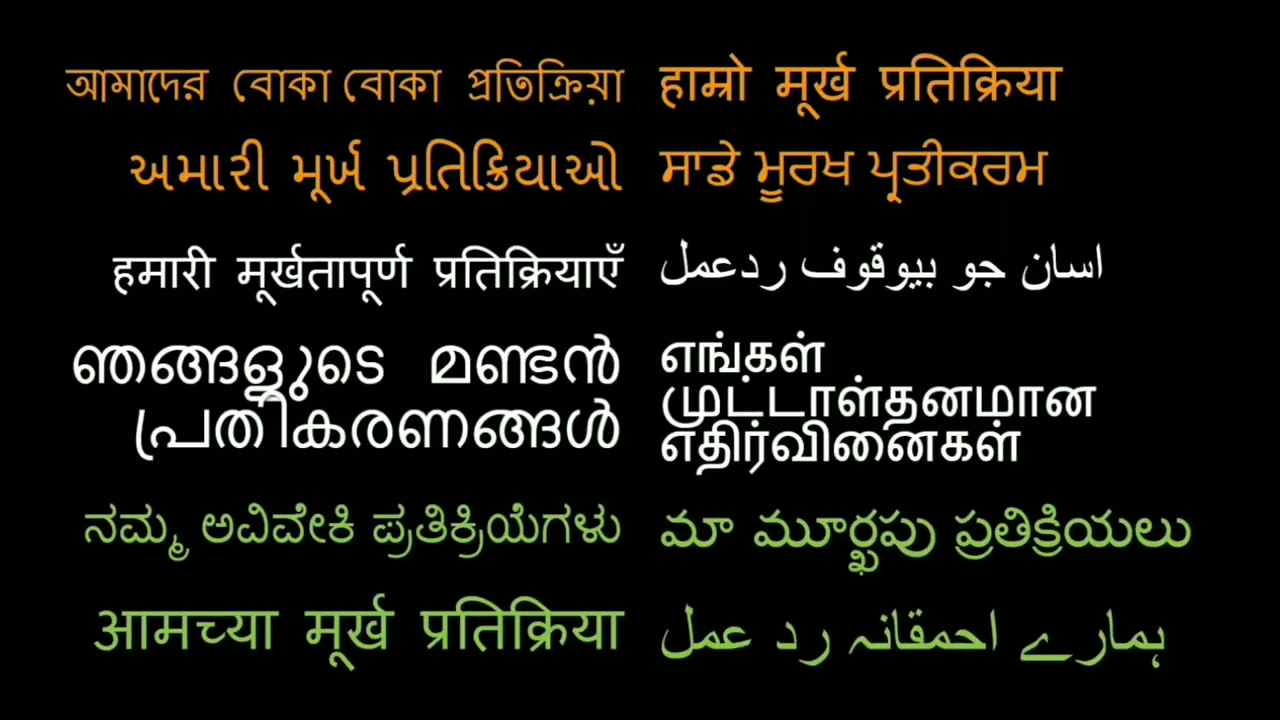 আমাদের বোকা বোকা প্রতিক্রিয়া
हाम्रो मूर्ख प्रतिक्रिया
અમારી મૂર્ખ પ્રતિક્રિયાઓ
ਸਾਡੇ ਮੂਰਖ ਪ੍ਰਤੀਕਰਮ
हमारी मूर्खतापूर्ण प्रतिक्रियाएँ
اسان جو بيوقوف ردعمل
ഞങ്ങളുടെ മണ്ടൻ
പ്രതികരണങ്ങൾ
எங்கள்
முட்டாள்தனமான
எதிர்வினைகள்
ನಮ್ಮ ಅವಿವೇಕಿ ಪ್ರತಿಕ್ರಿಯೆಗಳು
మా మూర్ఖపు ప్రతిక్రియలు
आमच्या मूर्ख प्रतिक्रिया
ہمارے احمقانہ رد عمل